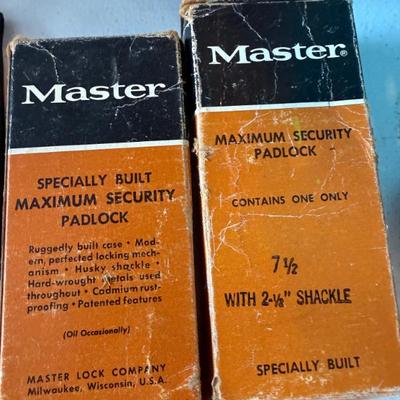 Master
SPECIALLY BUILT
MAXIMUM SECURITY
PADLOCK
Ruggedly built case • Mod-
ern, perfected locking mech-
anism • Husky shackle •
Hard-wrought metals used
throughout • Cadmium rust-
proofing • Patented features
(Oil Occasionally)
MASTER LOCK COMPANY
Milwaukee, Wisconsin, U.S.A.
Master®
MAXIMUM SECURITY
PADLOCK
CONTAINS ONE ONLY
7 1/2
WITH 2-1/8" SHACKLE
SPECIALLY BUILT